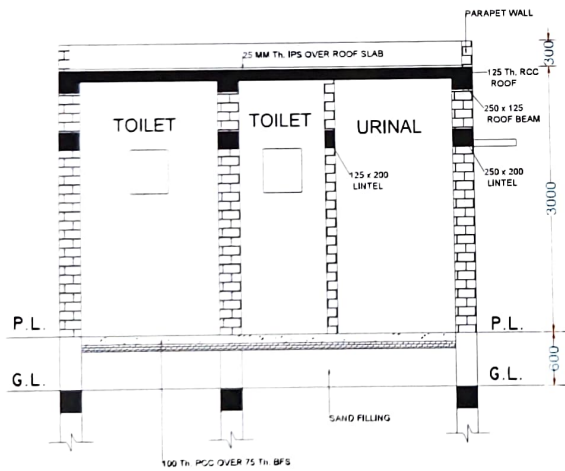 PARAPET WALL
25 MM Th. IPS OVER ROOF SLAB
300
125 Th. RCC
ROOF
250 x 125
ROOF BEAM
TOILET
TOILET
URINAL
125 x 200
LINTEL
250 x 200
LINTEL
3000
P.L.
P.L.
600
G.L.
G.L.
SAND FILLING
100 Th. PCC OVER 75 Th. BFS